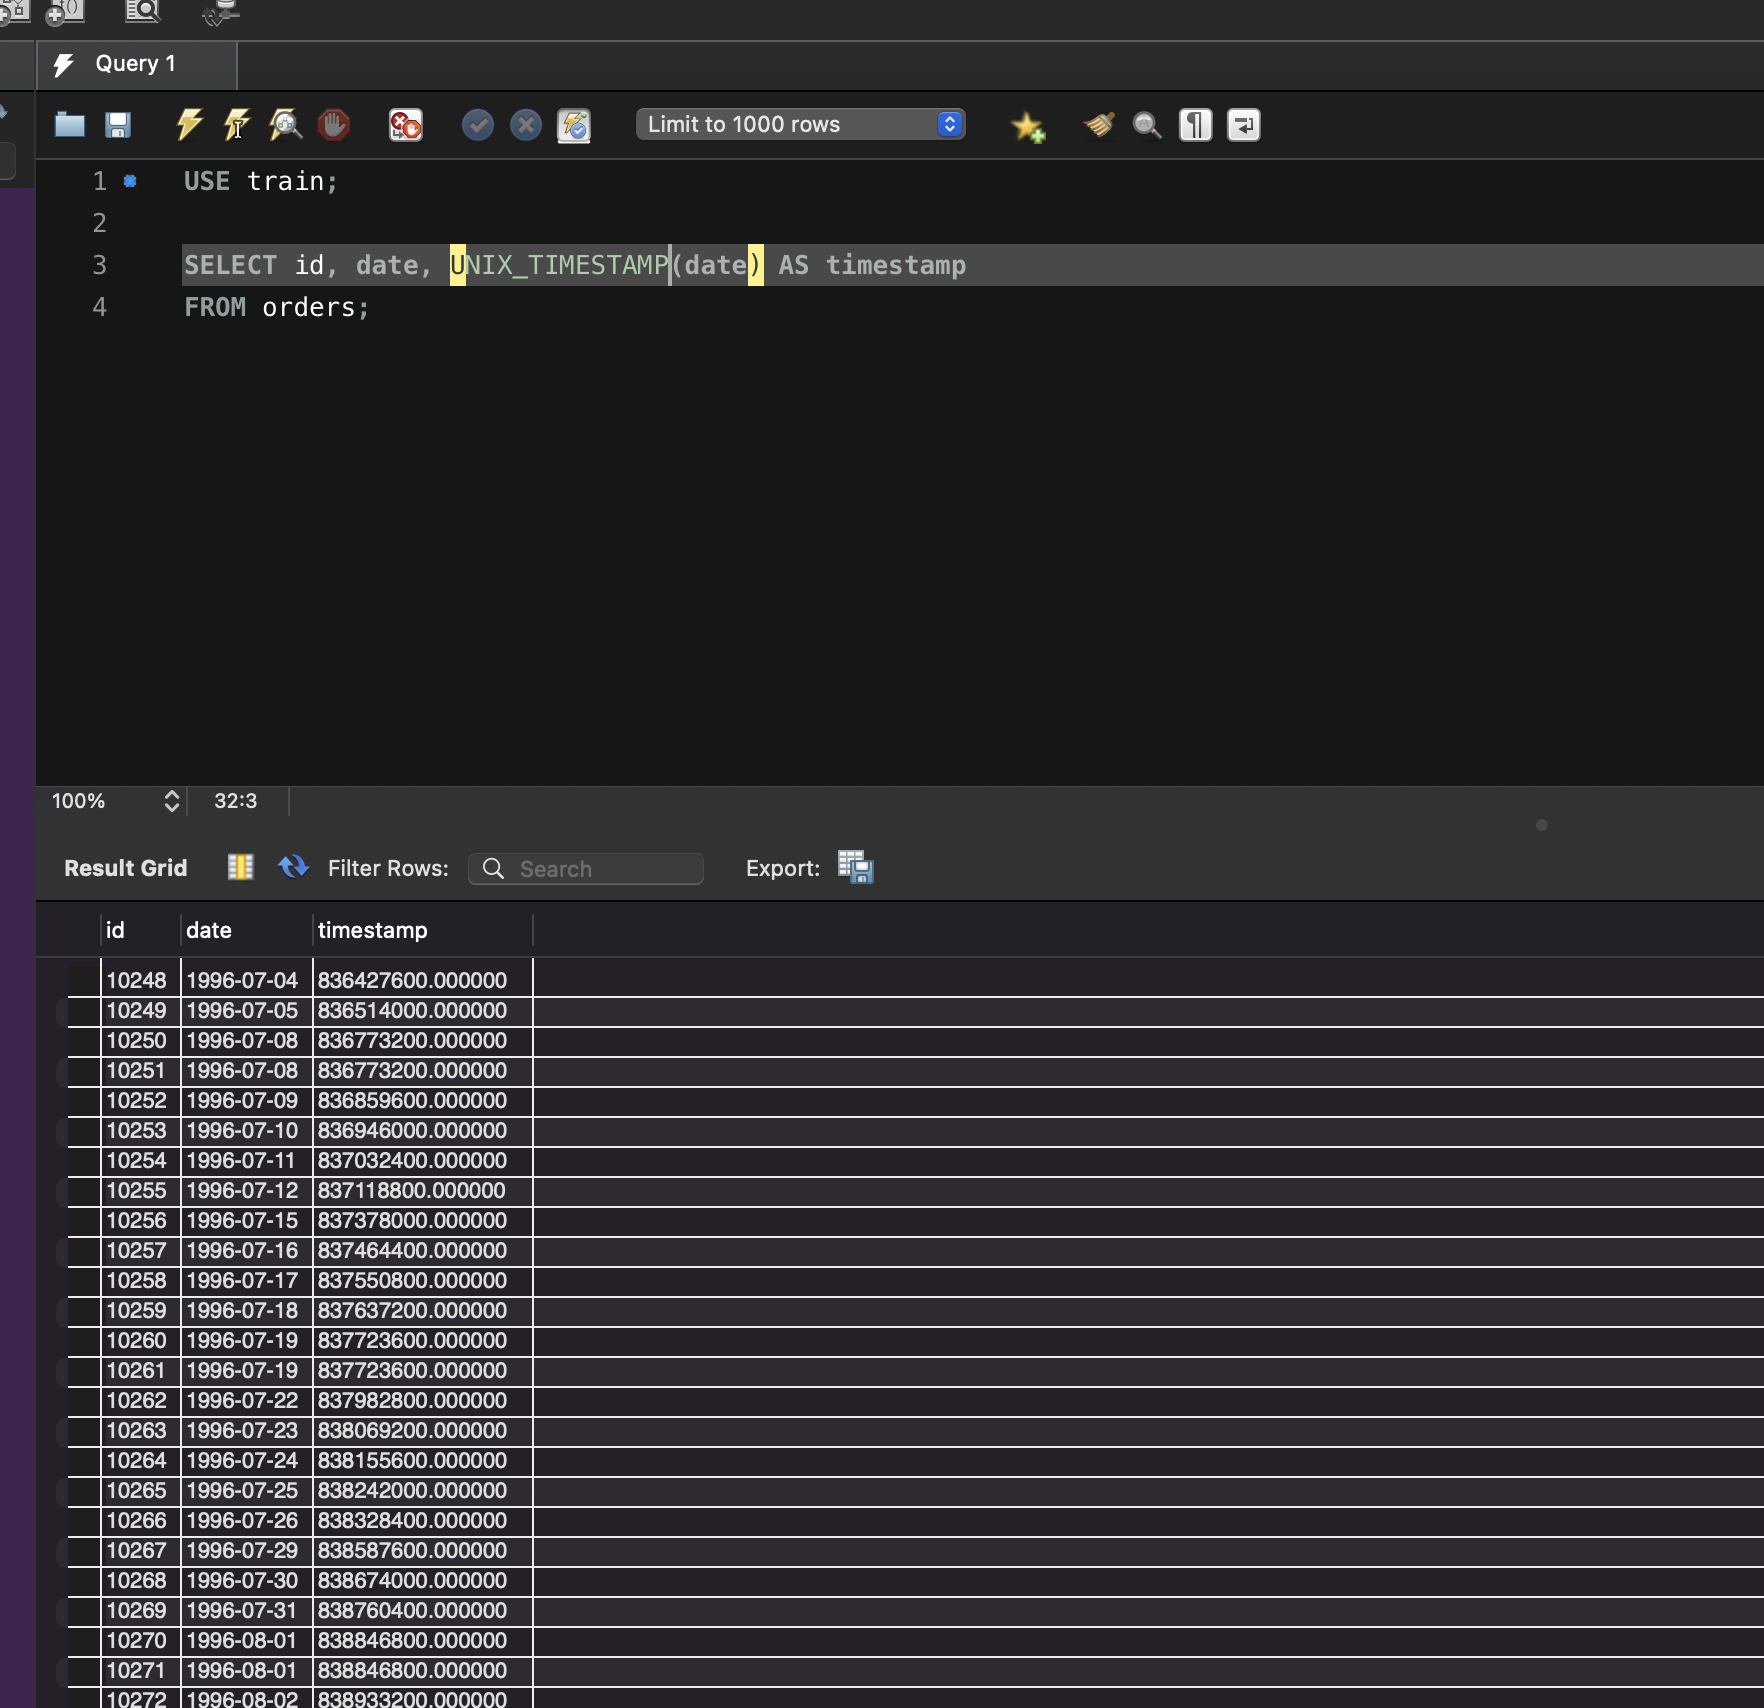 Query 1
Limit to 1000 rows
1 USE train;
2
3 SELECT id, date, UNIX_TIMESTAMP(date) AS timestamp
4 FROM orders;
100% 32:3
Result Grid Filter Rows: Search Export:
id date timestamp
10248 1996-07-04 836427600.000000
10249 1996-07-05 836514000.000000
10250 1996-07-08 836773200.000000
10251 1996-07-08 836773200.000000
10252 1996-07-09 836859600.000000
10253 1996-07-10 836946000.000000
10254 1996-07-11 837032400.000000
10255 1996-07-12 837118800.000000
10256 1996-07-15 837378000.000000
10257 1996-07-16 837464400.000000
10258 1996-07-17 837550800.000000
10259 1996-07-18 837637200.000000
10260 1996-07-19 837723600.000000
10261 1996-07-19 837723600.000000
10262 1996-07-22 837982800.000000
10263 1996-07-23 838069200.000000
10264 1996-07-24 838155600.000000
10265 1996-07-25 838242000.000000
10266 1996-07-26 838328400.000000
10267 1996-07-29 838587600.000000
10268 1996-07-30 838674000.000000
10269 1996-07-31 838760400.000000
10270 1996-08-01 838846800.000000
10271 1996-08-01 838846800.000000
10272 1996-08-02 838933200.000000